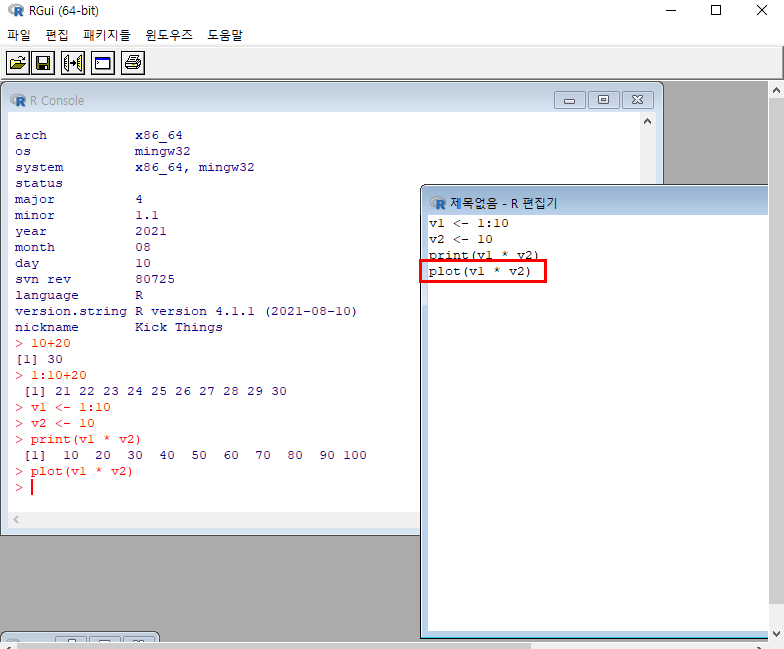 RGui (64-bit)
파일 편집 패키지들 윈도우즈 도움말
R Console
arch x86_64
os mingw32
system x86_64, mingw32
status
major 4
minor 1.1
year 2021
month 08
day 10
svn rev 80725
language R
version.string R version 4.1.1 (2021-08-10)
nickname Kick Things
> 10+20
[1] 30
> 1:10+20
[1] 21 22 23 24 25 26 27 28 29 30
> v1 <- 1:10
> v2 <- 10
> print(v1 * v2)
[1] 10 20 30 40 50 60 70 80 90 100
> plot(v1 * v2)
>
제목없음 - R 편집기
v1 <- 1:10
v2 <- 10
print(v1 * v2)
plot(v1 * v2)